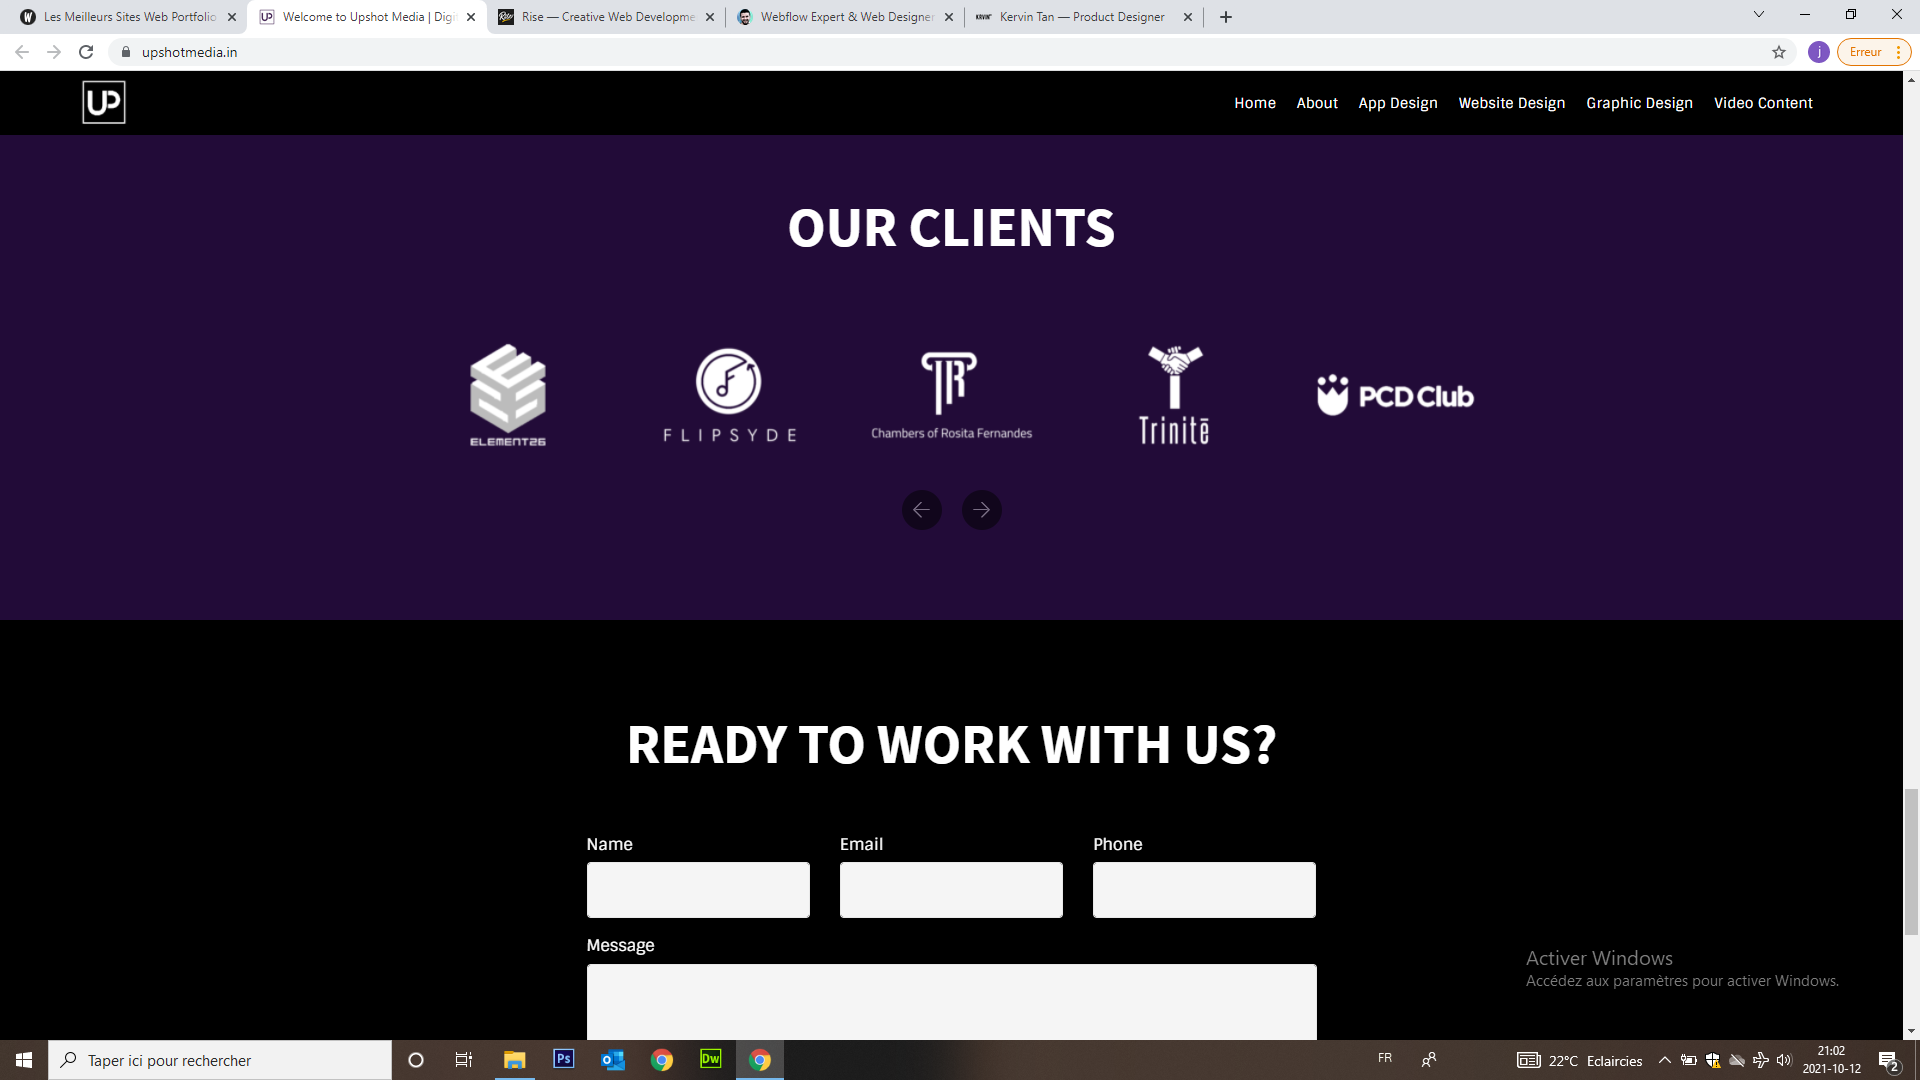 Les Meilleurs Sites Web Portfolio
Welcome to Upshot Media | Digi
Rise — Creative Web Developme
Webflow Expert & Web Designer
KRVIN Kervin Tan — Product Designer
upshotmedia.in
j
Erreur
UP
Home About App Design Website Design Graphic Design Video Content
OUR CLIENTS
ELEMENT26
FLIPSYDE
Chambers of Rosita Fernandes
Trinitē
PCD Club
READY TO WORK WITH US?
Name Email Phone
Message
Activer Windows
Accédez aux paramètres pour activer Windows.
Taper ici pour rechercher
Ps
Dw
FR
22°C Eclaircies
21:02
2021-10-12
2